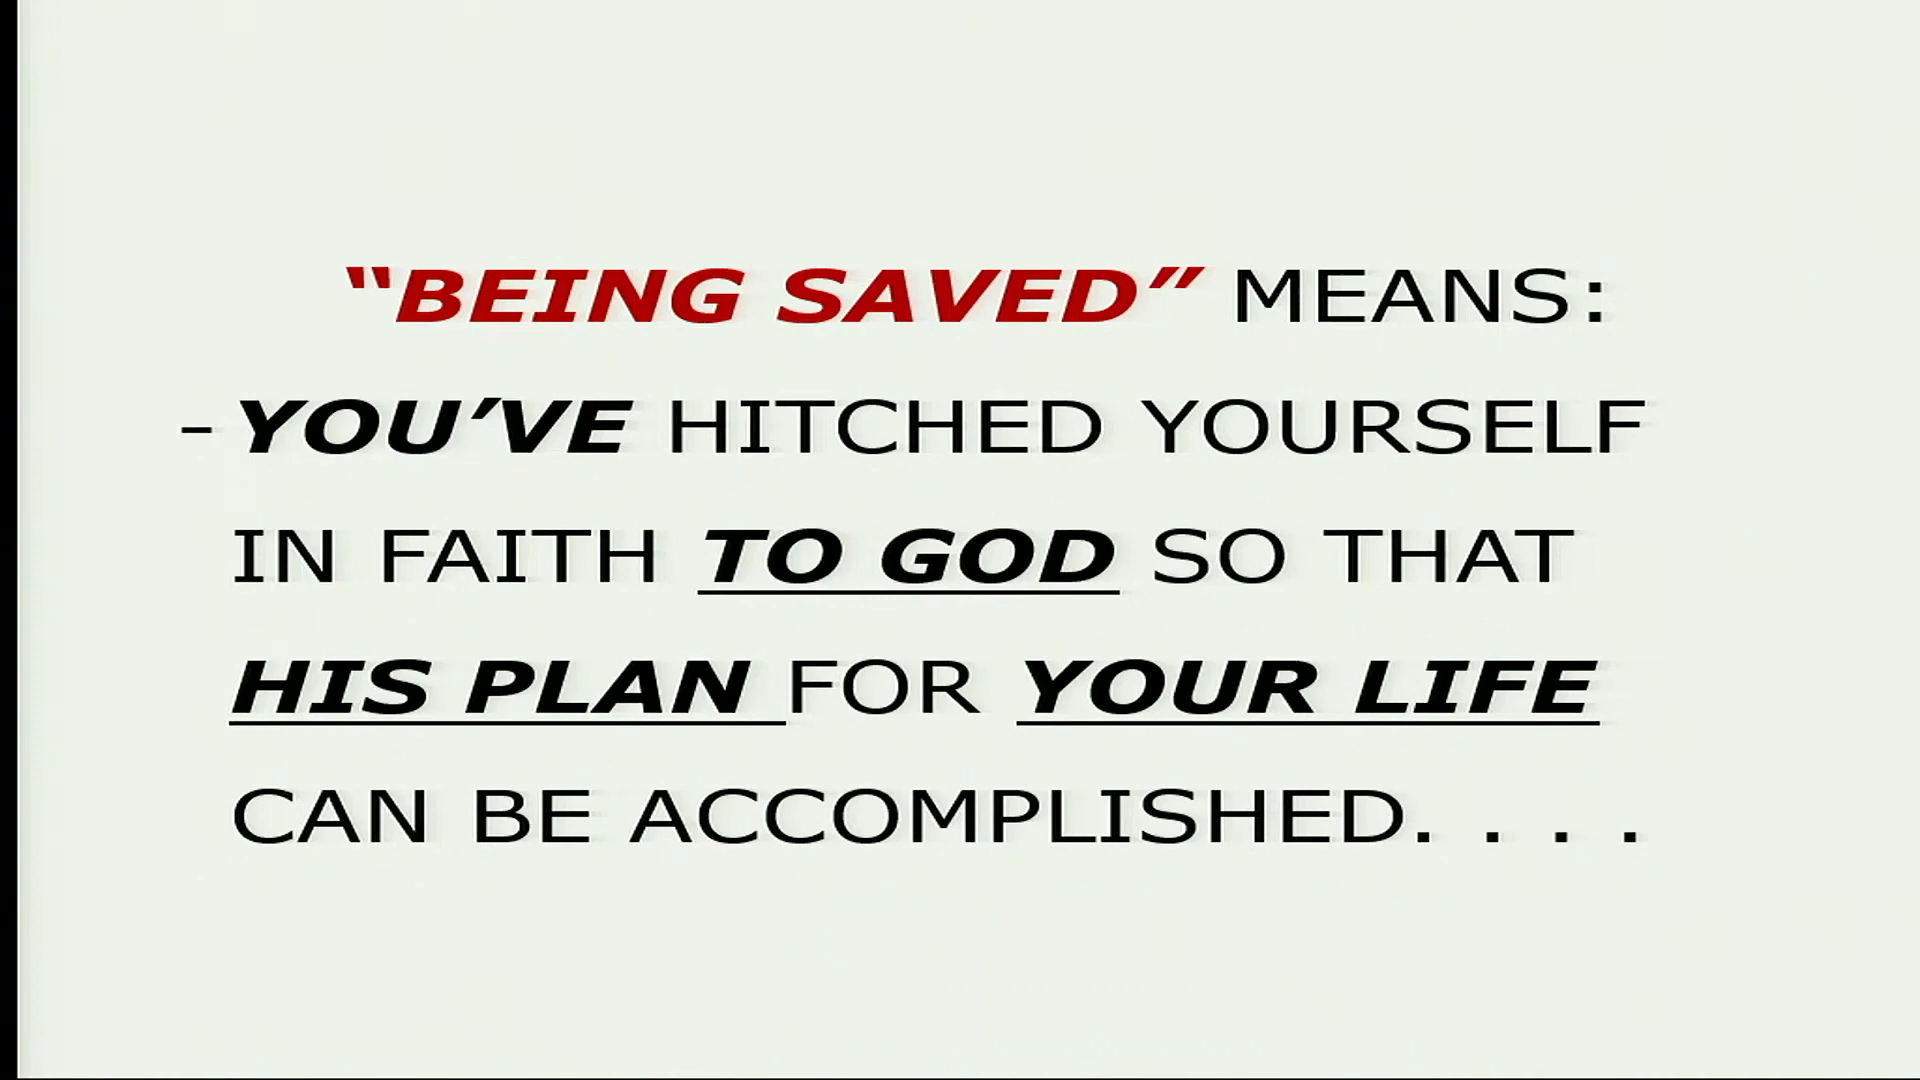 “BEING SAVED” MEANS:
-YOU’VE HITCHED YOURSELF
IN FAITH TO GOD SO THAT
HIS PLAN FOR YOUR LIFE
CAN BE ACCOMPLISHED. . . .